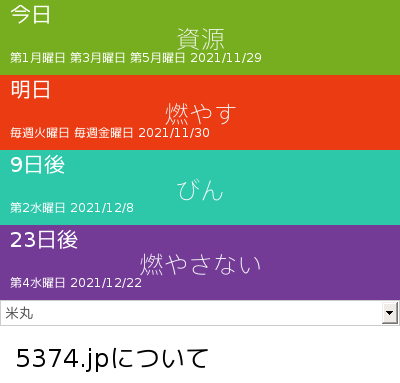 今日
資源
第1月曜日 第3月曜日 第5月曜日 2021/11/29
明日
燃やす
毎週火曜日 毎週金曜日 2021/11/30
9日後
びん
第2水曜日 2021/12/8
23日後
燃やさない
第4水曜日 2021/12/22
米丸
5374.jpについて